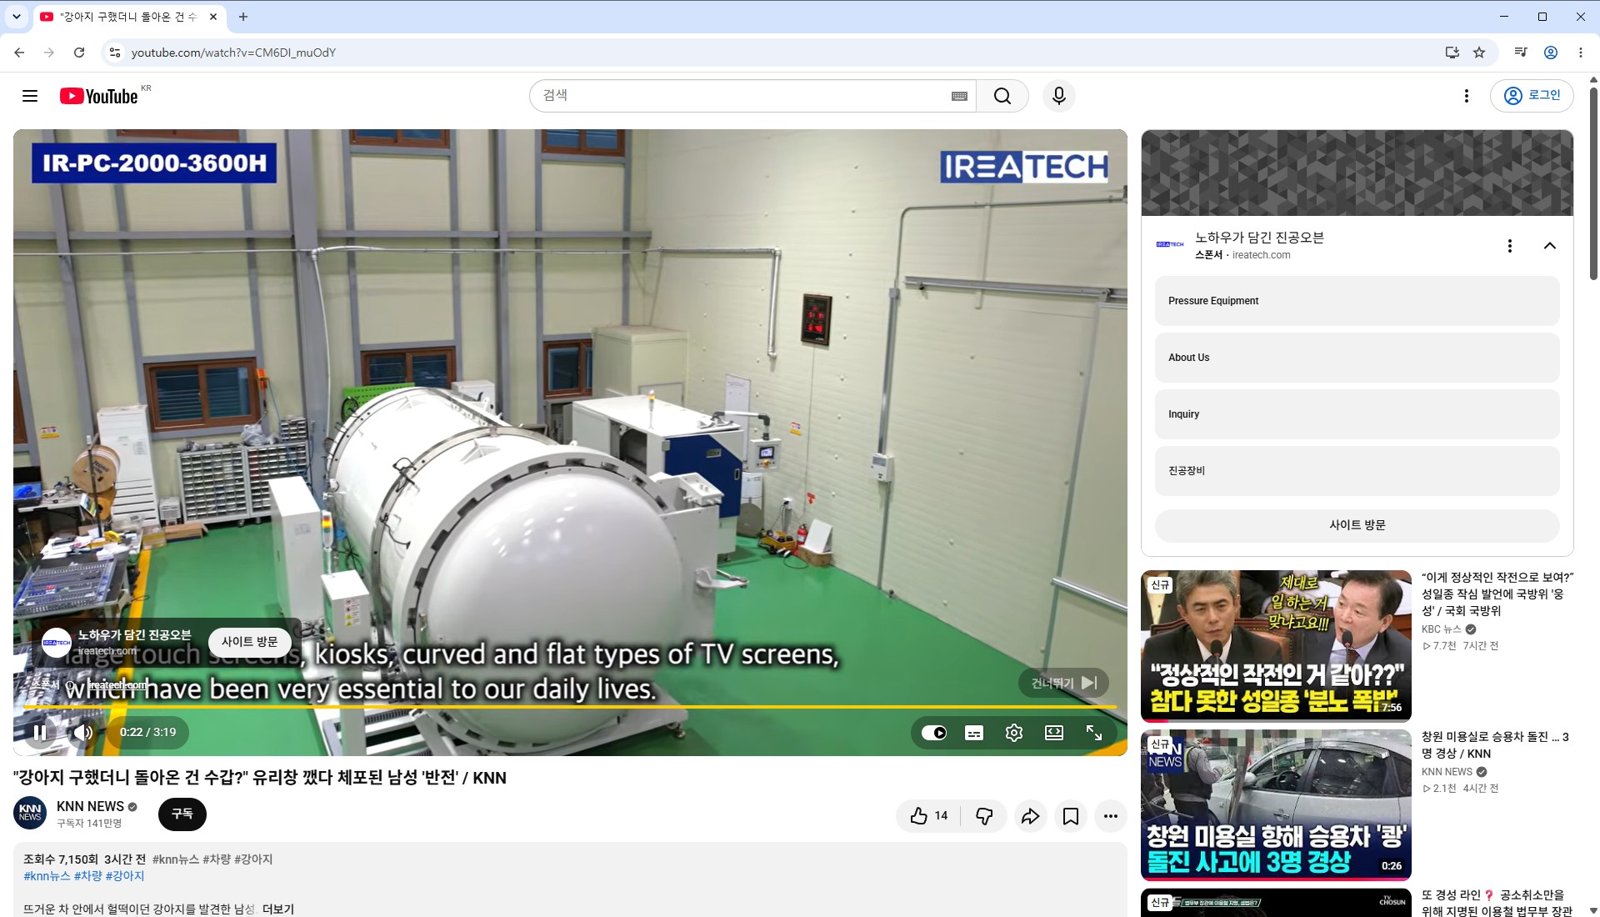 "강아지 구했더니 돌아온 건 수
youtube.com/watch?v=CM6DI_muOdY
YouTube KR
검색
로그인
IR-PC-2000-3600H
IREATECH
노하우가 담긴 진공오븐
ireatech.com
사이트 방문
large touch screens, kiosks, curved and flat types of TV screens,
스폰서
ireatech.com
which have been very essential to our daily lives.
건너뛰기
0:22 / 3:19
"강아지 구했더니 돌아온 건 수갑?" 유리창 깼다 체포된 남성 '반전' / KNN
KNN NEWS
KNN NEWS
구독자 141만명
구독
14
조회수 7,150회 3시간 전 #knn뉴스 #차량 #강아지
#knn뉴스 #차량 #강아지
뜨거운 차 안에서 헐떡이던 강아지를 발견한 남성. 더보기
IREATECH
노하우가 담긴 진공오븐
스폰서 · ireatech.com
Pressure Equipment
About Us
Inquiry
진공장비
사이트 방문
신규
제대로
일 하는 거
맞냐고요!!!
"정상적인 작전인 거 같아??"
참다 못한 성일종 '분노 폭발'
7:56
"이게 정상적인 작전으로 보여?"
성일종 작심 발언에 국방위 '웅
성' / 국회 국방위
KBC 뉴스
7.7천 7시간 전
신규
KNN NEWS
창원 미용실 향해 승용차 '쾅'
돌진 사고에 3명 경상
0:26
창원 미용실로 승용차 돌진 ... 3
명 경상 / KNN
KNN NEWS
2.1천 4시간 전
신규
TV CHOSUN
또 경성 라인❓ 공소취소만을
위해 지명된 이용철 법무부 장관